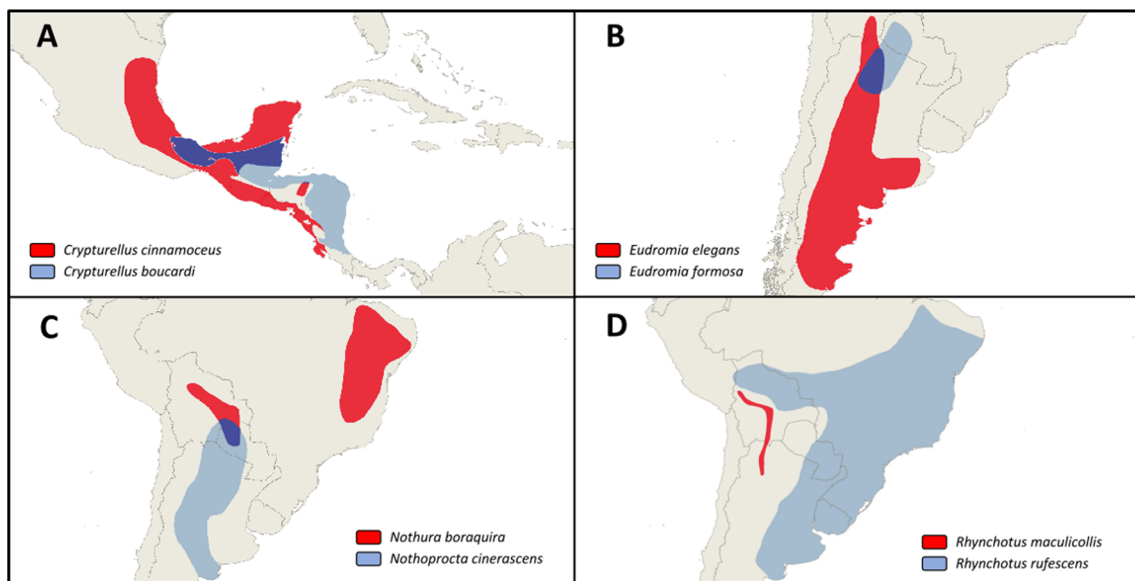 A
Crypturellus cinnamoceus
Crypturellus boucardi
B
Eudromia elegans
Eudromia formosa
C
Nothura boraquira
Nothoprocta cinerascens
D
Rhynchotus maculicollis
Rhynchotus rufescens